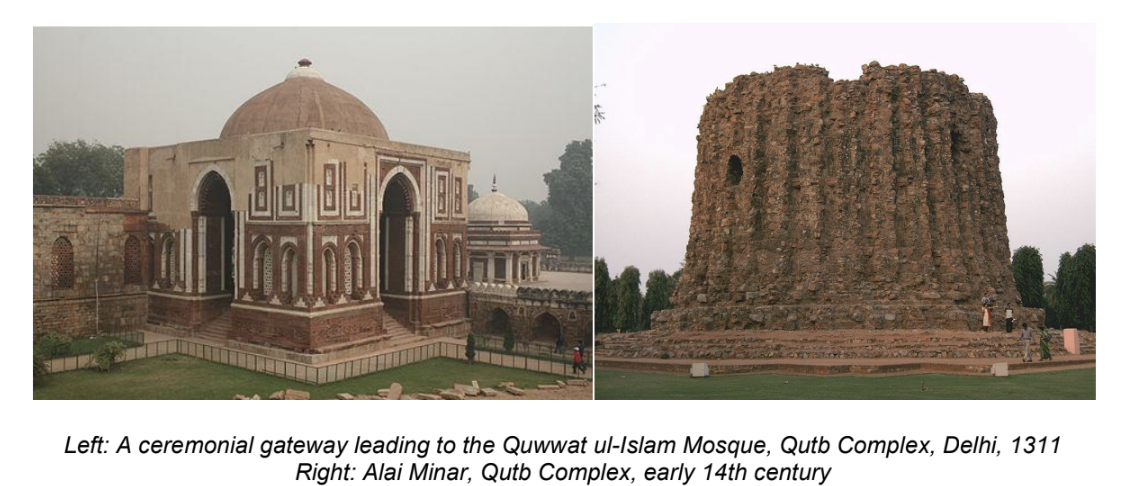 Left: A ceremonial gateway leading to the Quwwat ul-Islam Mosque, Qutb Complex, Delhi, 1311
Right: Alai Minar, Qutb Complex, early 14th century